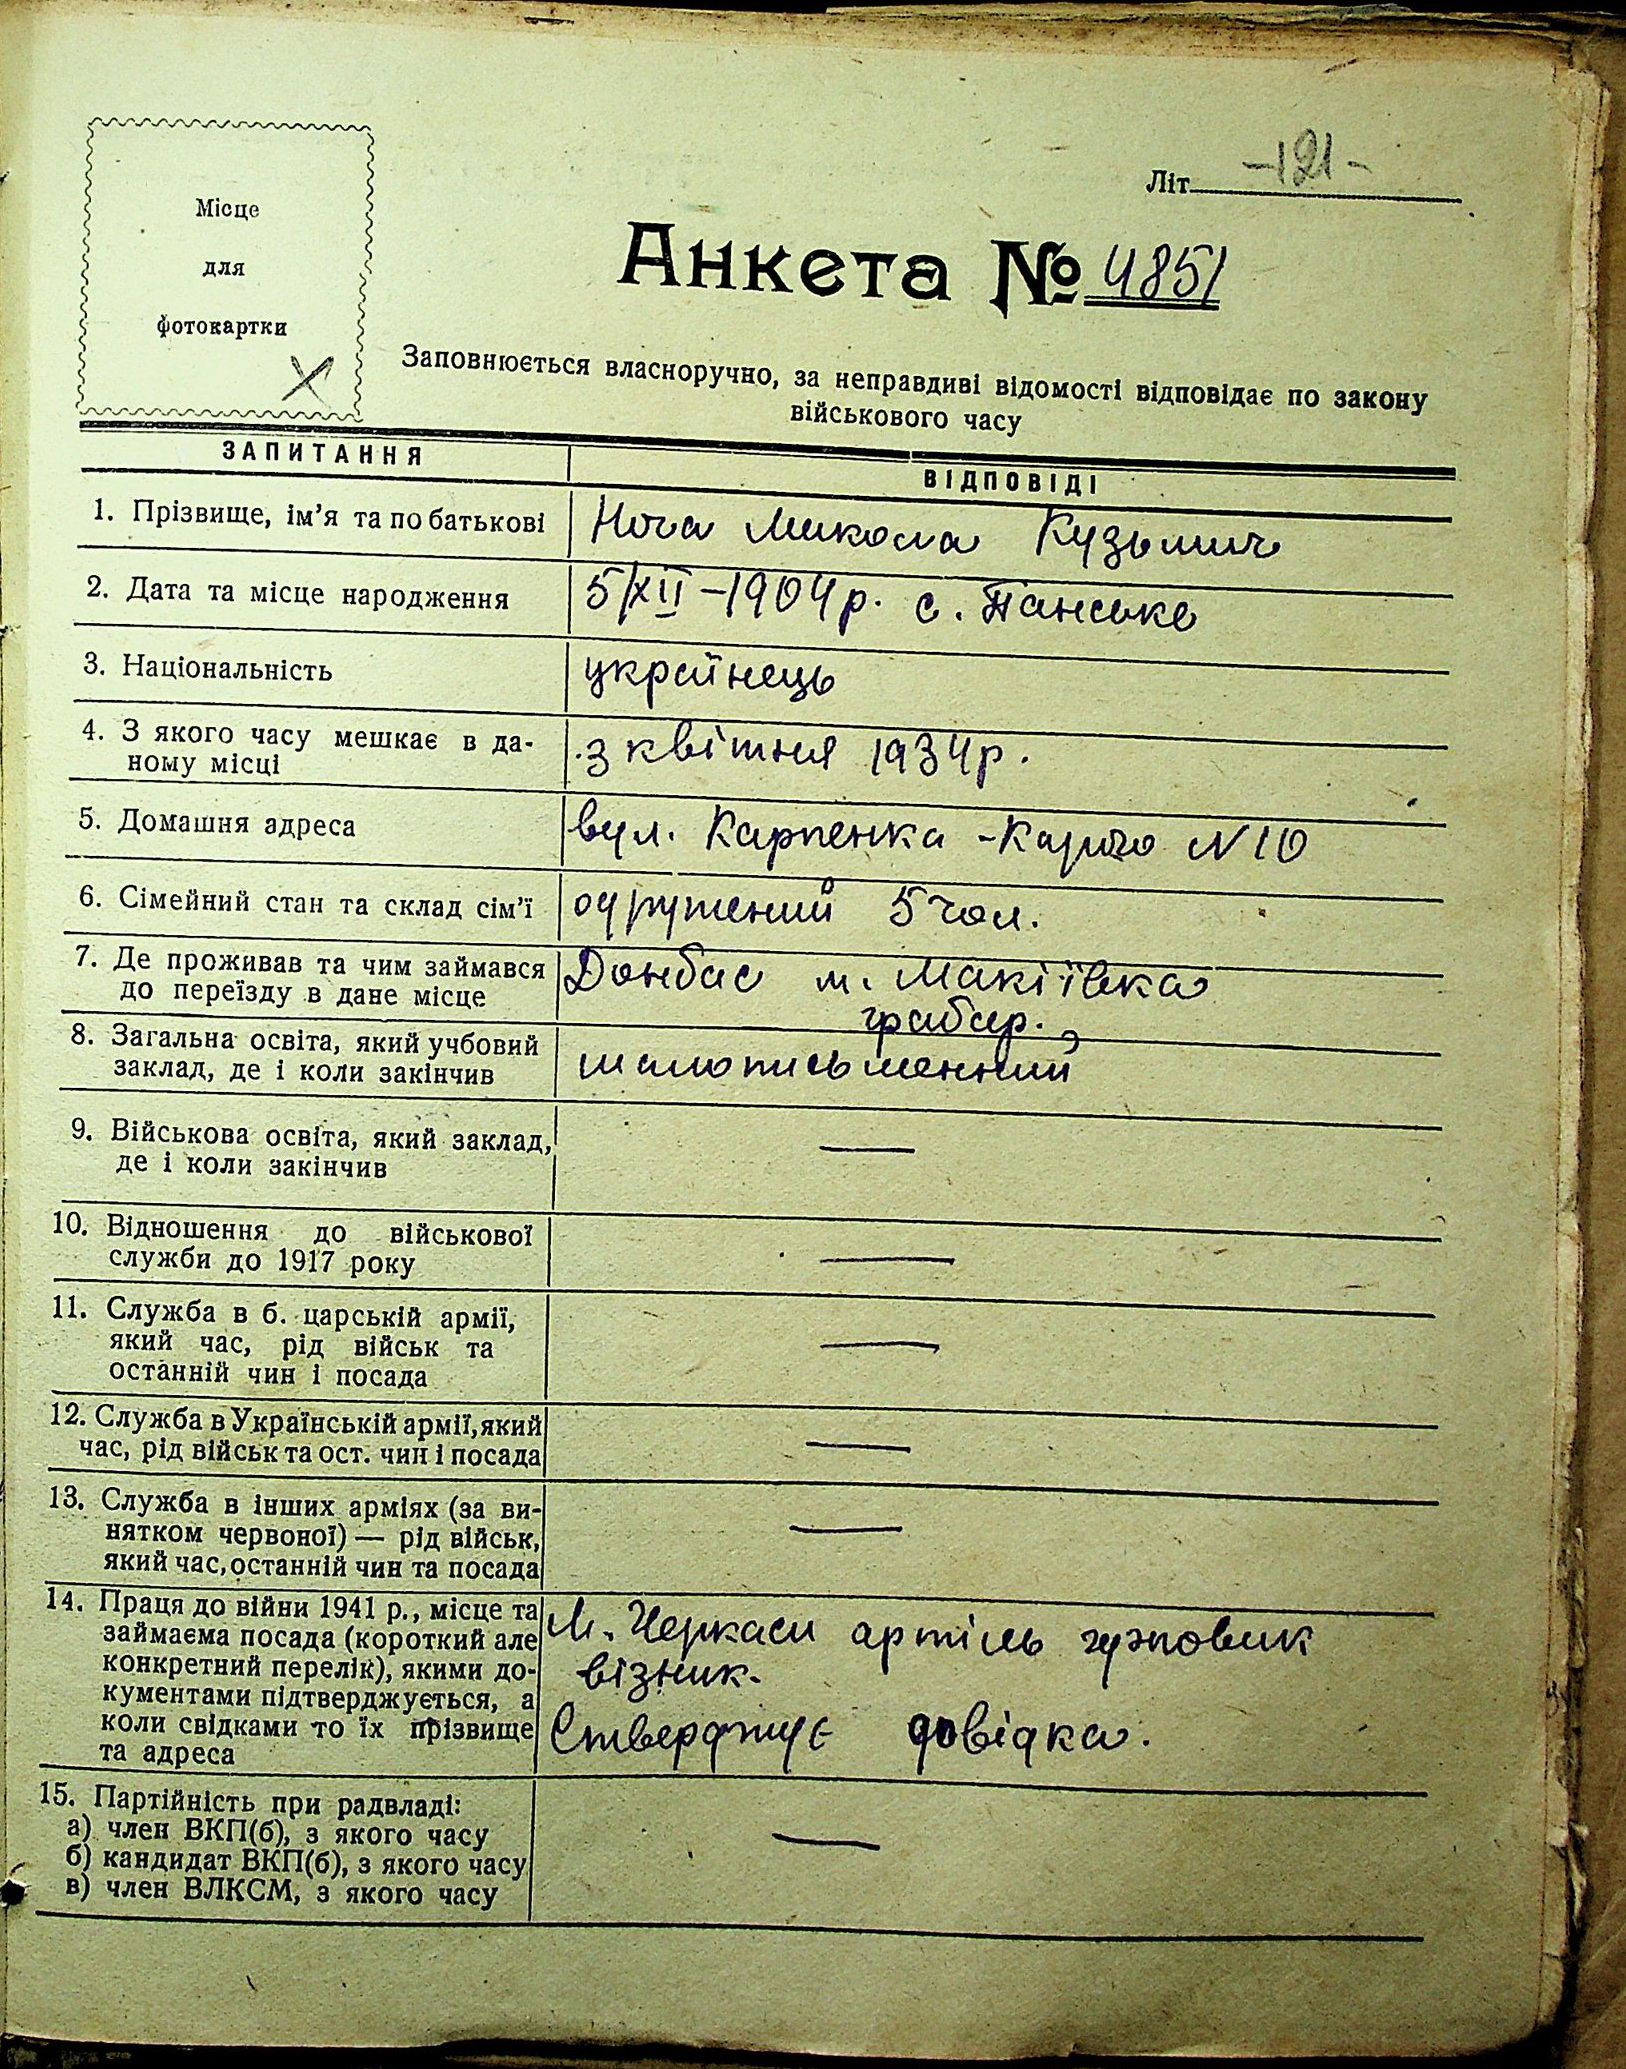 Місце
для
фотокартки
Літ. -121-
Анкета № 4851
Заповнюється власноручно, за неправдиві відомості відповідає по закону
військового часу
ЗАПИТАННЯ
ВІДПОВІДІ
1. Прізвище, ім'я та по батькові
Ноча Микола Кузьмич
2. Дата та місце народження
5/XII-1904р. с. Панське
3. Національність
українець
4. З якого часу мешкає в да-
ному місці
з квітня 1934р.
5. Домашня адреса
вул. Карпенка-Карого N 10
6. Сімейний стан та склад сім'ї
одружений 5 чол.
7. Де проживав та чим займався
до переїзду в дане місце
Донбас м. Макіївка
грабар.
8. Загальна освіта, який учбовий
заклад, де і коли закінчив
малописьменний
9. Військова освіта, який заклад,
де і коли закінчив
—
10. Відношення до військової
служби до 1917 року
—
11. Служба в б. царській армії,
який час, рід військ та
останній чин і посада
—
12. Служба в Українській армії, який
час, рід військ та ост. чин і посада
—
13. Служба в інших арміях (за ви-
нятком червоної) — рід військ,
який час, останній чин та посада
—
14. Праця до війни 1941 р., місце та
займаєма посада (короткий але
конкретний перелік), якими до-
кументами підтверджується, а
коли свідками то їх прізвище
та адреса
М. Черкаси артіль гужповик
візник.
Стверджує довідка.
15. Партійність при радвладі:
а) член ВКП(б), з якого часу
б) кандидат ВКП(б), з якого часу
в) член ВЛКСМ, з якого часу
—